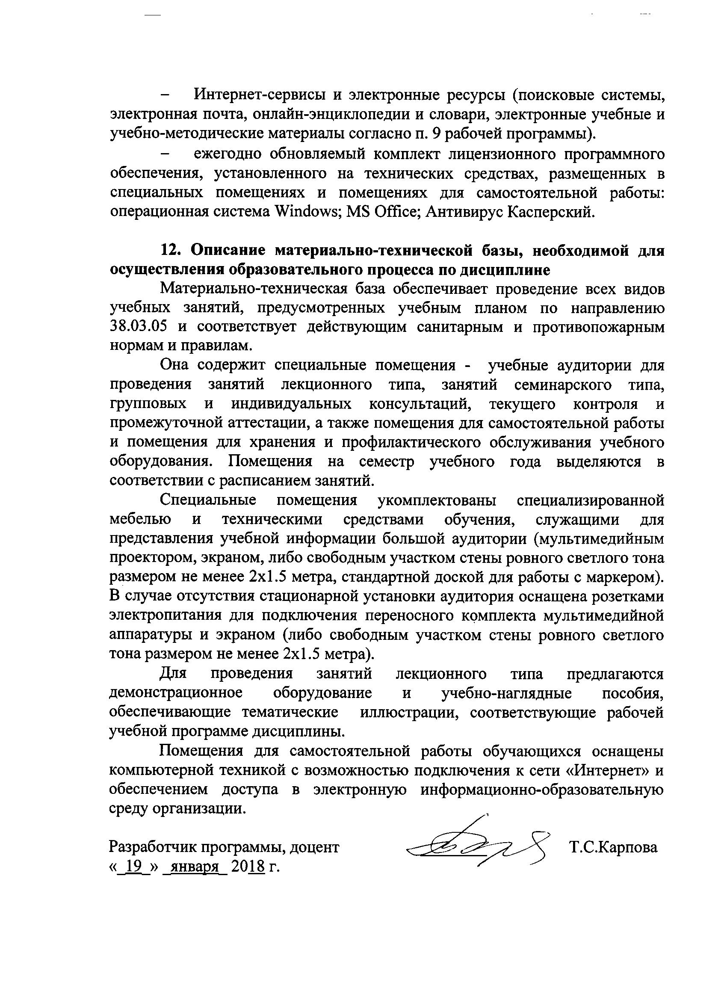 – Интернет-сервисы и электронные ресурсы (поисковые системы,
электронная почта, онлайн-энциклопедии и словари, электронные учебные и
учебно-методические материалы согласно п. 9 рабочей программы).
– ежегодно обновляемый комплект лицензионного программного
обеспечения, установленного на технических средствах, размещенных в
специальных помещениях и помещениях для самостоятельной работы:
операционная система Windows; MS Office; Антивирус Касперский.
12. Описание материально-технической базы, необходимой для
осуществления образовательного процесса по дисциплине
Материально-техническая база обеспечивает проведение всех видов
учебных занятий, предусмотренных учебным планом по направлению
38.03.05 и соответствует действующим санитарным и противопожарным
нормам и правилам.
Она содержит специальные помещения - учебные аудитории для
проведения занятий лекционного типа, занятий семинарского типа,
групповых и индивидуальных консультаций, текущего контроля и
промежуточной аттестации, а также помещения для самостоятельной работы
и помещения для хранения и профилактического обслуживания учебного
оборудования. Помещения на семестр учебного года выделяются в
соответствии с расписанием занятий.
Специальные помещения укомплектованы специализированной
мебелью и техническими средствами обучения, служащими для
представления учебной информации большой аудитории (мультимедийным
проектором, экраном, либо свободным участком стены ровного светлого тона
размером не менее 2х1.5 метра, стандартной доской для работы с маркером).
В случае отсутствия стационарной установки аудитория оснащена розетками
электропитания для подключения переносного комплекта мультимедийной
аппаратуры и экраном (либо свободным участком стены ровного светлого
тона размером не менее 2х1.5 метра).
Для проведения занятий лекционного типа предлагаются
демонстрационное оборудование и учебно-наглядные пособия,
обеспечивающие тематические иллюстрации, соответствующие рабочей
учебной программе дисциплины.
Помещения для самостоятельной работы обучающихся оснащены
компьютерной техникой с возможностью подключения к сети «Интернет» и
обеспечением доступа в электронную информационно-образовательную
среду организации.
Разработчик программы, доцент Т.С.Карпова
«_19_» _января_ 2018 г.